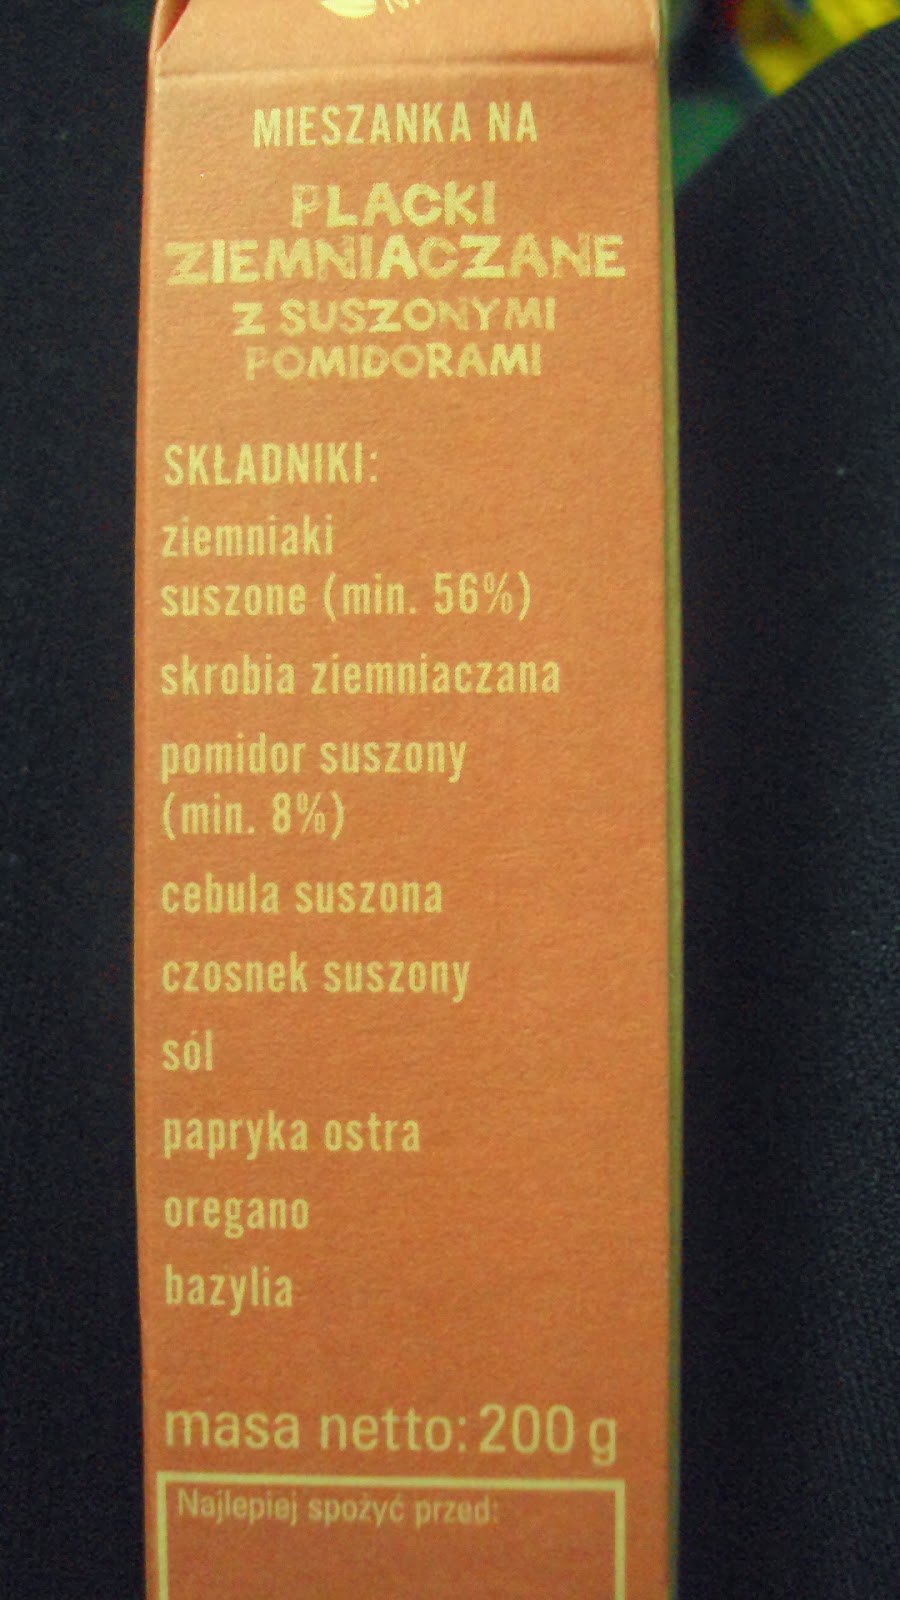 MIESZANKA NA
PLACKI
ZIEMNIACZANE
Z SUSZONYMI
POMIDORAMI
SKŁADNIKI:
ziemniaki
suszone (min. 56%)
skrobia ziemniaczana
pomidor suszony
(min. 8%)
cebula suszona
czosnek suszony
sól
papryka ostra
oregano
bazylia
masa netto: 200 g
Najlepiej spożyć przed: